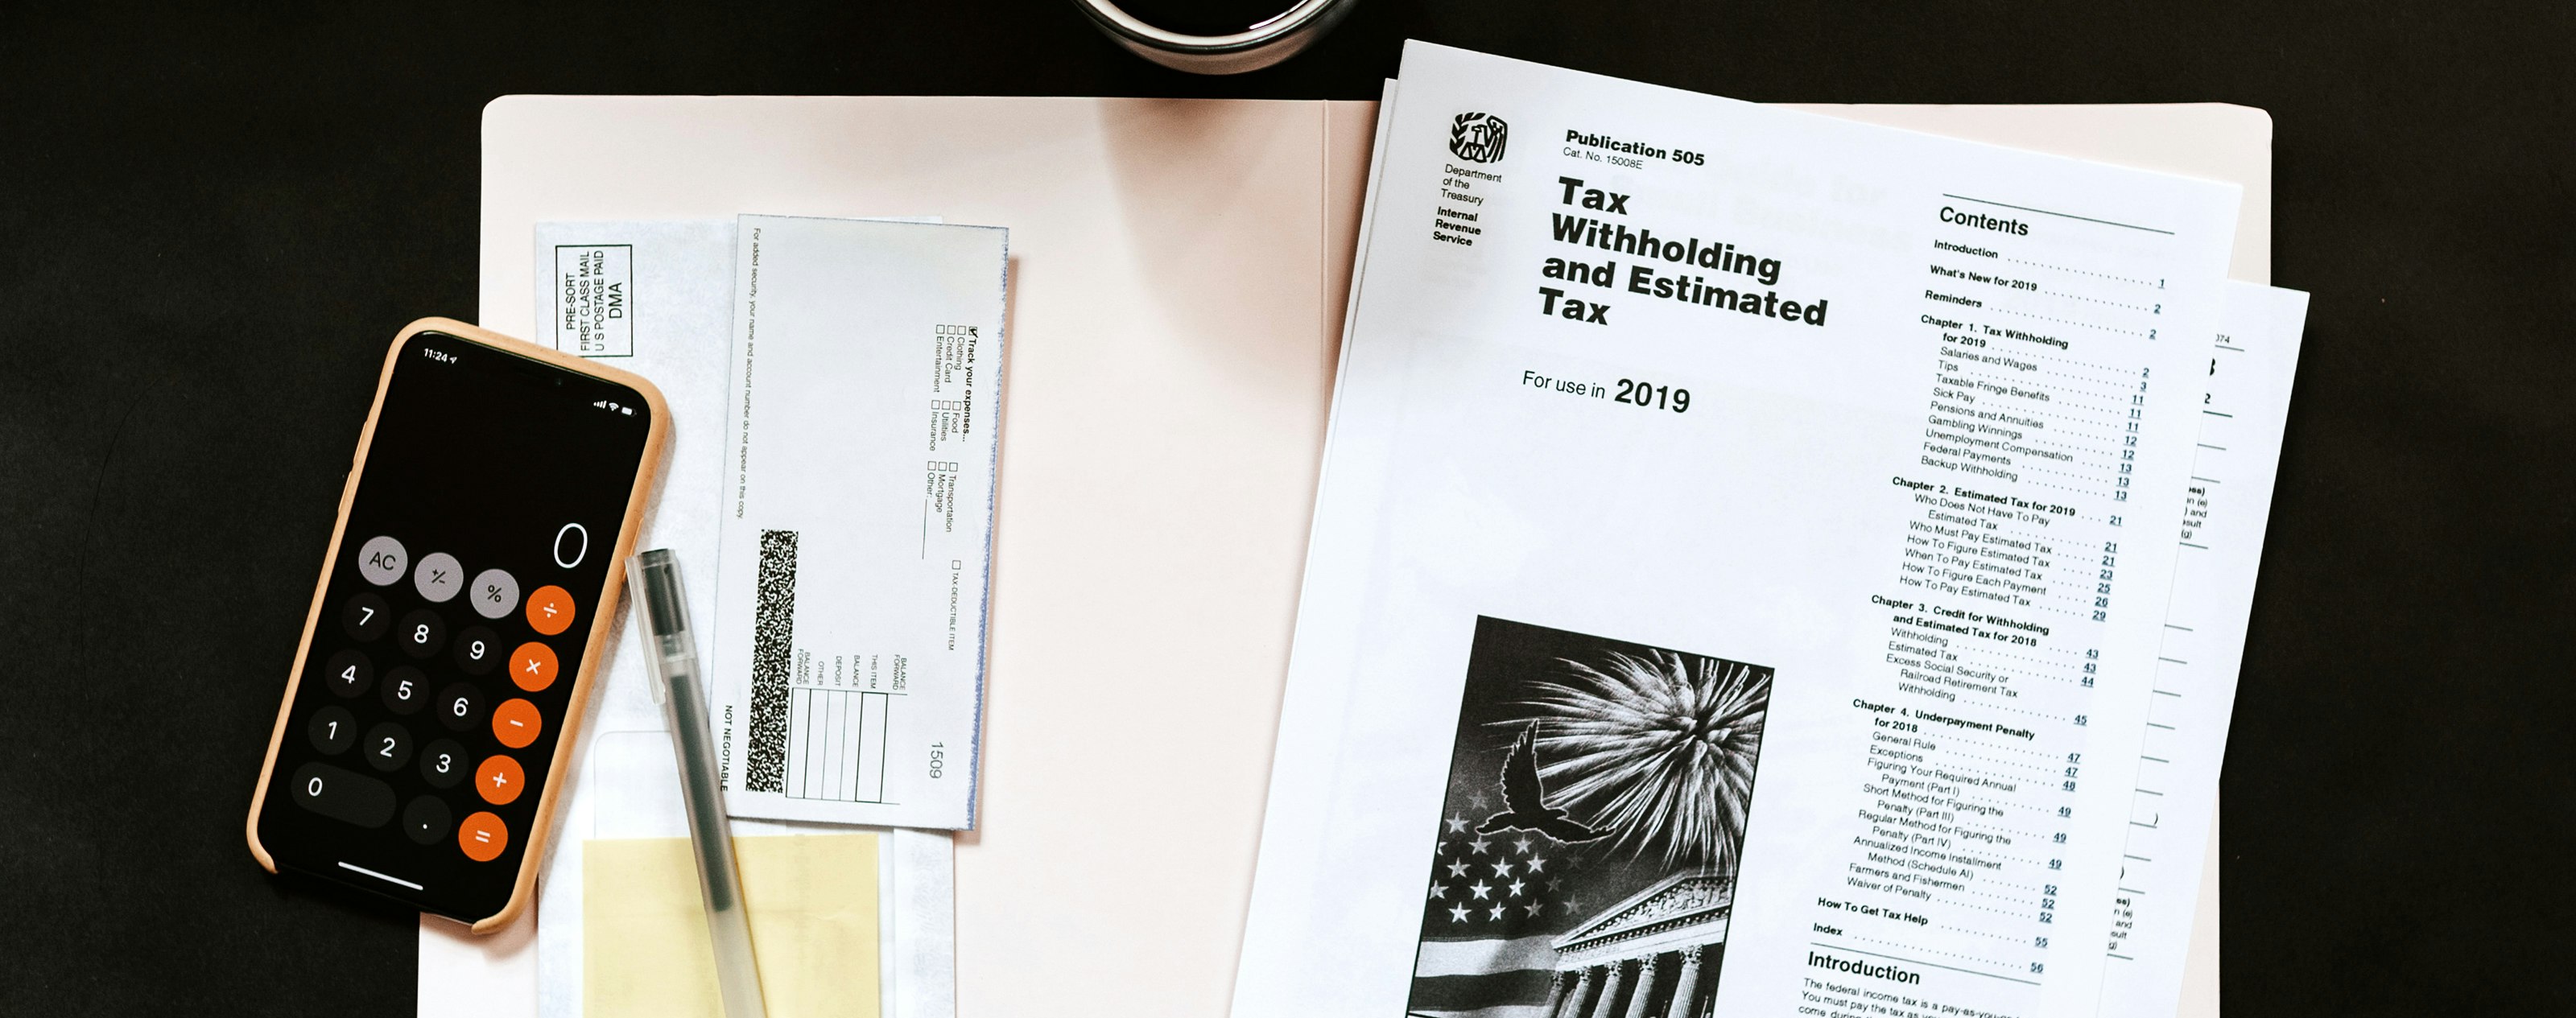 11:24
0
AC
+/-
%
÷
7
8
9
×
4
5
6
−
1
2
3
+
0
.
=
PRE-SORT
FIRST CLASS MAIL
U S POSTAGE PAID
DMA
For added security, your name and account number do not appear on this copy.
Track your expenses...
Clothing
Food
Transportation
Credit Card
Utilities
Mortgage
Entertainment
Insurance
Other:
TAX-DEDUCTIBLE ITEM
BALANCE FORWARD
THIS ITEM
BALANCE
DEPOSIT
OTHER
BALANCE FORWARD
1509
NOT NEGOTIABLE
Department
of the
Treasury
Internal
Revenue
Service
Publication 505
Cat. No. 15008E
Tax
Withholding
and Estimated
Tax
For use in 2019
Contents
Introduction 1
What's New for 2019 2
Reminders 2
Chapter 1. Tax Withholding
for 2019 2
Salaries and Wages 3
Tips 11
Taxable Fringe Benefits 11
Sick Pay 11
Pensions and Annuities 12
Gambling Winnings 12
Unemployment Compensation 13
Federal Payments 13
Backup Withholding 13
Chapter 2. Estimated Tax for 2019 21
Who Does Not Have To Pay
Estimated Tax 21
Who Must Pay Estimated Tax 21
How To Figure Estimated Tax 23
When To Pay Estimated Tax 25
How To Figure Each Payment 26
How To Pay Estimated Tax 29
Chapter 3. Credit for Withholding
and Estimated Tax for 2018 43
Withholding 43
Estimated Tax 44
Excess Social Security or
Railroad Retirement Tax
Withholding 45
Chapter 4. Underpayment Penalty
for 2018 47
General Rule 47
Exceptions 48
Figuring Your Required Annual
Payment (Part I) 49
Short Method for Figuring the
Penalty (Part III) 49
Regular Method for Figuring the
Penalty (Part IV) 49
Annualized Income Installment
Method (Schedule AI) 52
Farmers and Fishermen 52
Waiver of Penalty 52
How To Get Tax Help 55
Index 56
Introduction
The federal income tax is a pay-as-you-
You must pay the tax as
come during